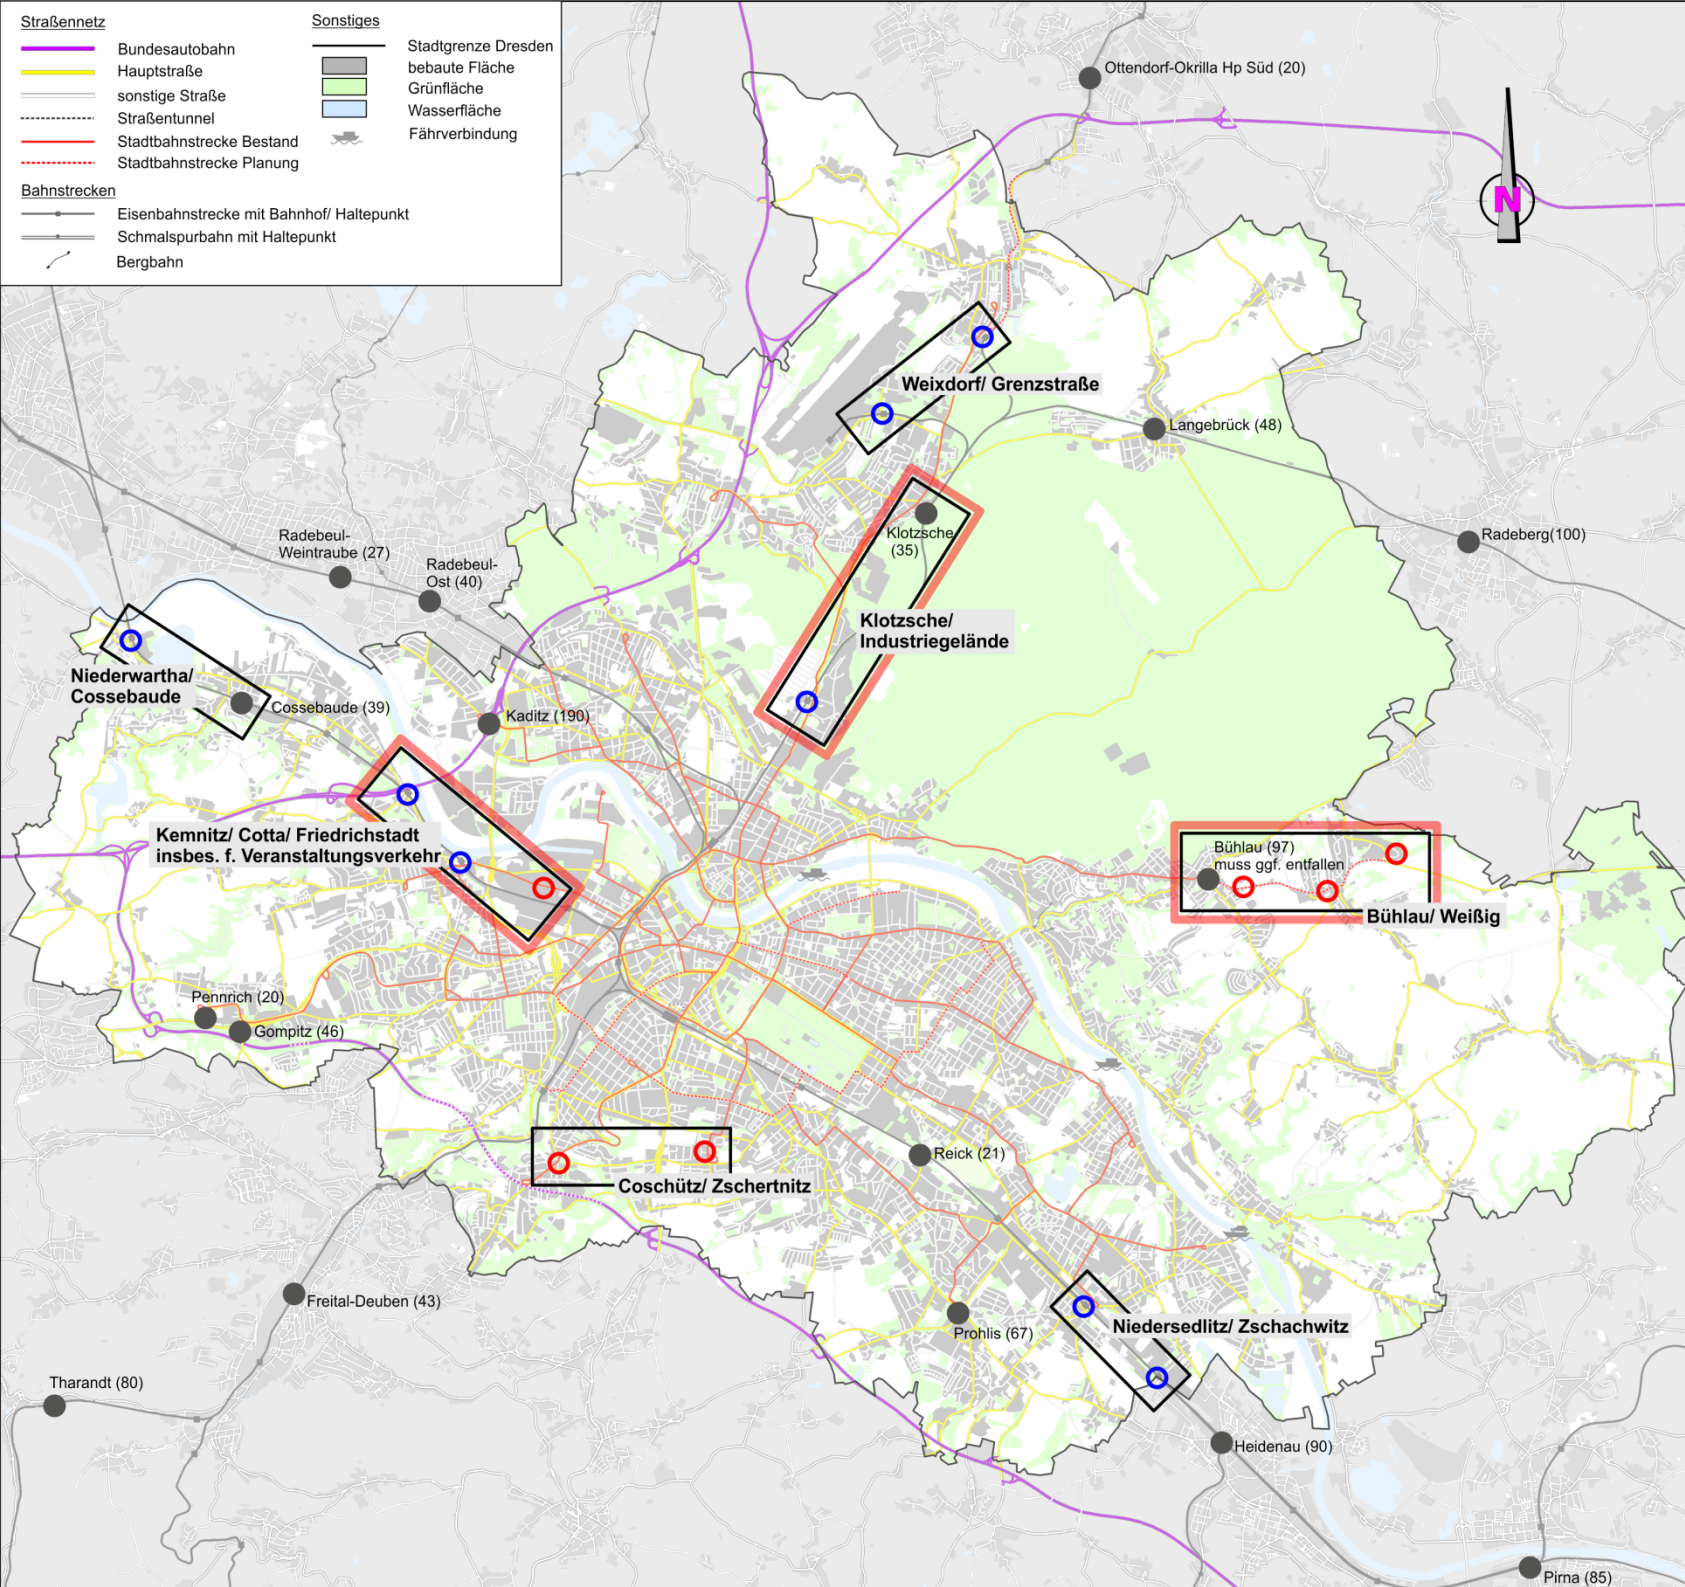 Straßennetz
Bundesautobahn
Hauptstraße
sonstige Straße
Straßentunnel
Stadtbahnstrecke Bestand
Stadtbahnstrecke Planung
Bahnstrecken
Eisenbahnstrecke mit Bahnhof/ Haltepunkt
Schmalspurbahn mit Haltepunkt
Bergbahn
Sonstiges
Stadtgrenze Dresden
bebaute Fläche
Grünfläche
Wasserfläche
Fährverbindung
Ottendorf-Okrilla Hp Süd (20)
N
Weixdorf/ Grenzstraße
Langebrück (48)
Klotzsche
(35)
Radeberg(100)
Radebeul-
Weintraube (27)
Radebeul-
Ost (40)
Klotzsche/
Industriegelände
Niederwartha/
Cossebaude
Cossebaude (39)
Kaditz (190)
Kemnitz/ Cotta/ Friedrichstadt
insbes. f. Veranstaltungsverkehr
Bühlau (97)
muss ggf. entfallen
Bühlau/ Weißig
Pennrich (20)
Gompitz (46)
Reick (21)
Coschütz/ Zschertnitz
Freital-Deuben (43)
Prohlis (67)
Niedersedlitz/ Zschachwitz
Tharandt (80)
Heidenau (90)
Pirna (85)